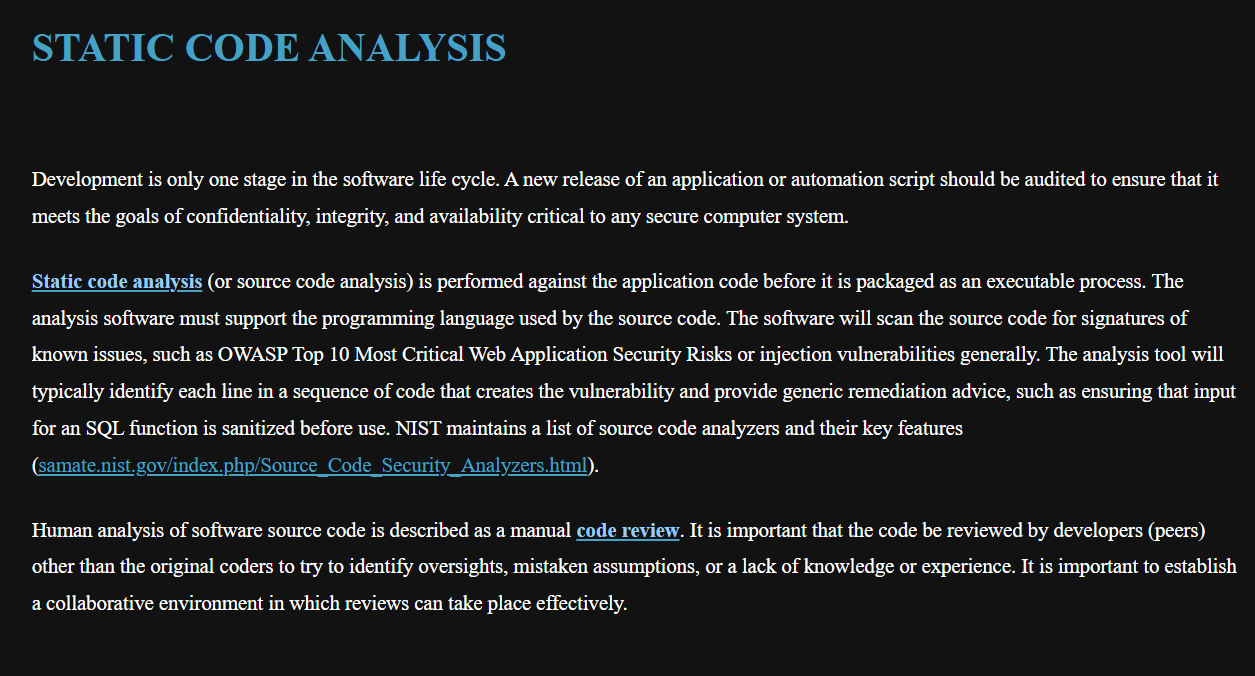 STATIC CODE ANALYSIS
Development is only one stage in the software life cycle. A new release of an application or automation script should be audited to ensure that it
meets the goals of confidentiality, integrity, and availability critical to any secure computer system.
Static code analysis (or source code analysis) is performed against the application code before it is packaged as an executable process. The
analysis software must support the programming language used by the source code. The software will scan the source code for signatures of
known issues, such as OWASP Top 10 Most Critical Web Application Security Risks or injection vulnerabilities generally. The analysis tool will
typically identify each line in a sequence of code that creates the vulnerability and provide generic remediation advice, such as ensuring that input
for an SQL function is sanitized before use. NIST maintains a list of source code analyzers and their key features
(samate.nist.gov/index.php/Source_Code_Security_Analyzers.html).
Human analysis of software source code is described as a manual code review. It is important that the code be reviewed by developers (peers)
other than the original coders to try to identify oversights, mistaken assumptions, or a lack of knowledge or experience. It is important to establish
a collaborative environment in which reviews can take place effectively.